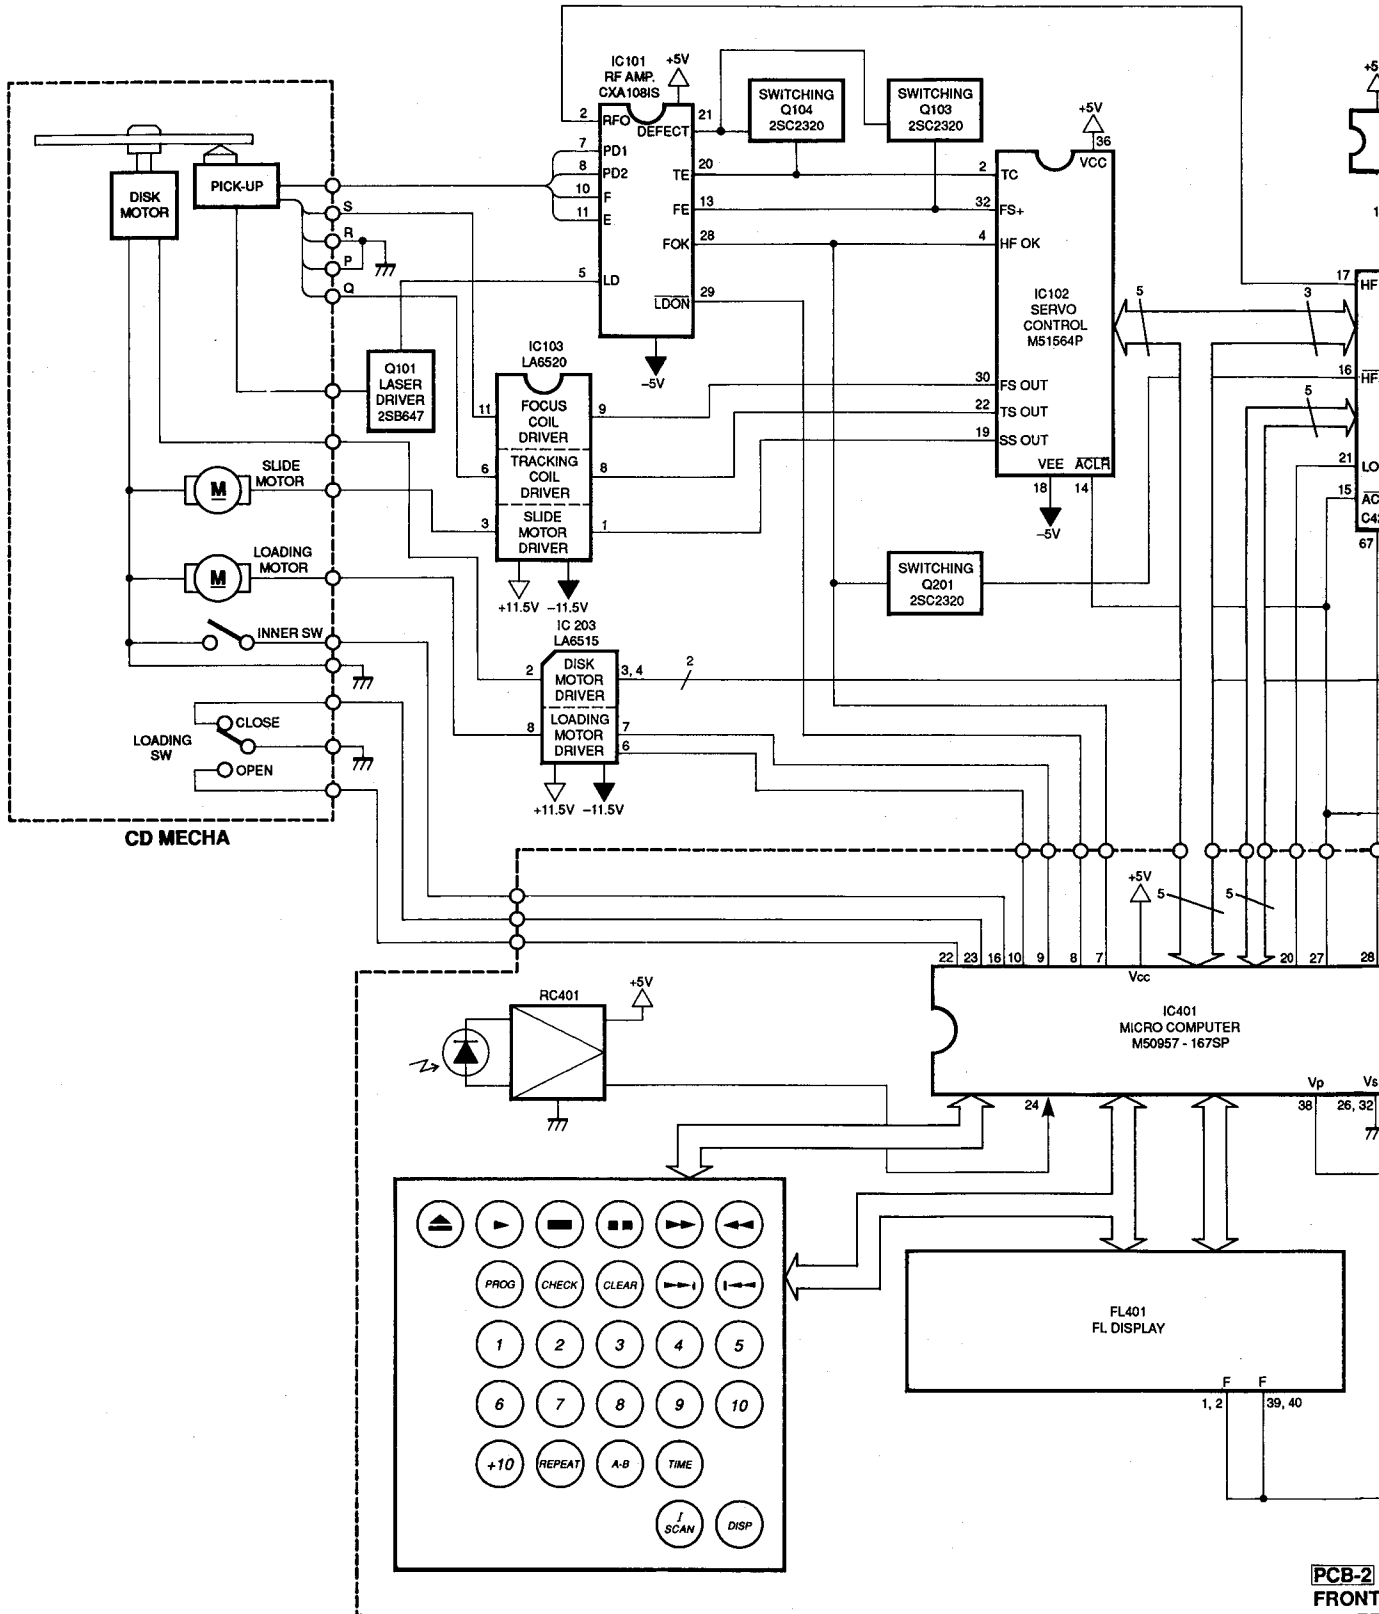 IC101
RF AMP.
CXA108IS
+5V
2
RFO
DEFECT
21
7
PD1
8
PD2
10
F
11
E
TE
20
FE
13
FOK
28
5
LD
LDON
29
-5V
SWITCHING
Q104
2SC2320
SWITCHING
Q103
2SC2320
+5V
36
VCC
2
TC
32
FS+
4
HF OK
IC102
SERVO
CONTROL
M51564P
30
FS OUT
22
TS OUT
19
SS OUT
VEE
ACLR
18
14
-5V
5
3
5
+5
1
17
HF
16
HF
21
LO
15
AC
C42
67
DISK
MOTOR
PICK-UP
S
R
P
Q
Q101
LASER
DRIVER
2SB647
SLIDE
MOTOR
M
LOADING
MOTOR
M
INNER SW
CLOSE
LOADING
SW
OPEN
CD MECHA
IC103
LA6520
11
FOCUS
COIL
DRIVER
9
6
TRACKING
COIL
DRIVER
8
3
SLIDE
MOTOR
DRIVER
1
+11.5V
-11.5V
IC 203
LA6515
2
DISK
MOTOR
DRIVER
3, 4
2
8
LOADING
MOTOR
DRIVER
7
6
+11.5V
-11.5V
SWITCHING
Q201
2SC2320
+5V
5
5
22
23
16
10
9
8
7
20
27
28
Vcc
IC401
MICRO COMPUTER
M50957 - 167SP
Vp
Vs
24
38
26, 32
RC401
+5V
PROG
CHECK
CLEAR
1
2
3
4
5
6
7
8
9
10
+10
REPEAT
A-B
TIME
I
SCAN
DISP
FL401
FL DISPLAY
F
F
1, 2
39, 40
PCB-2
FRONT